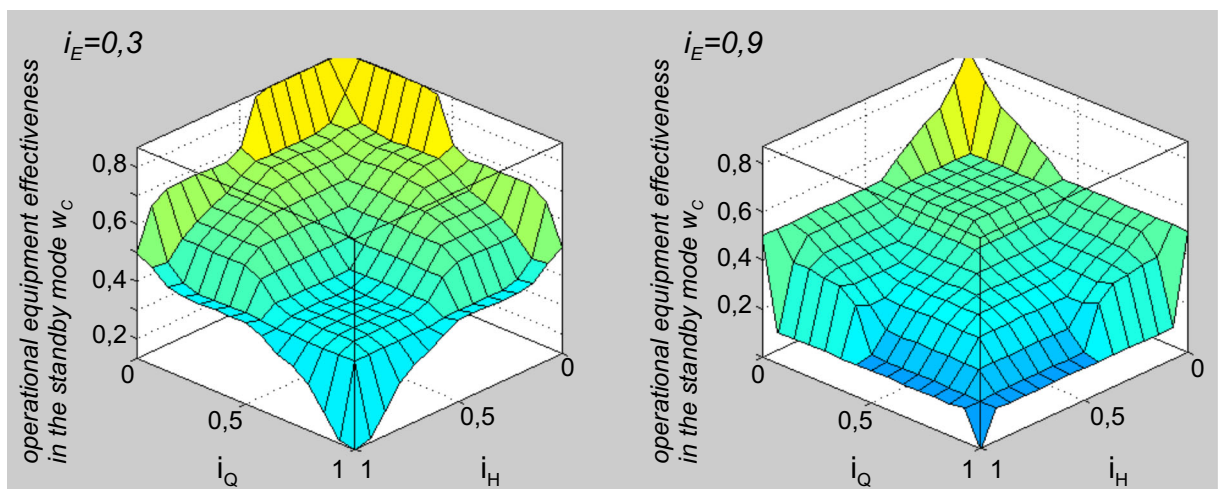 i_E=0,3
operational equipment effectiveness
in the standby mode w_C
0,8
0,6
0,4
0,2
0
0,5
1
1
0,5
0
i_Q
i_H
i_E=0,9
operational equipment effectiveness
in the standby mode w_C
0,8
0,6
0,4
0,2
0
0,5
1
1
0,5
0
i_Q
i_H